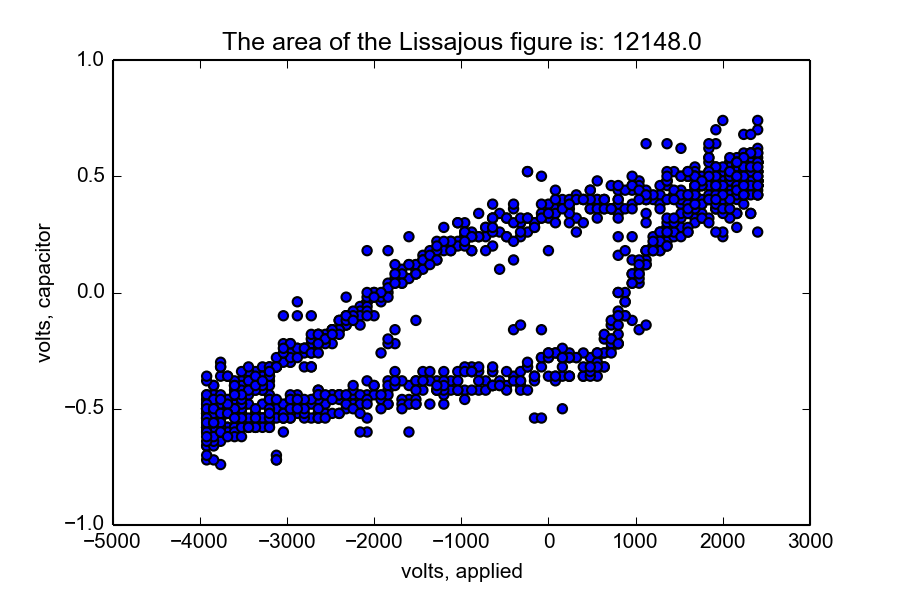 The area of the Lissajous figure is: 12148.0
1.0
0.5
0.0
−0.5
−1.0
volts, capacitor
−5000 −4000 −3000 −2000 −1000 0 1000 2000 3000
volts, applied